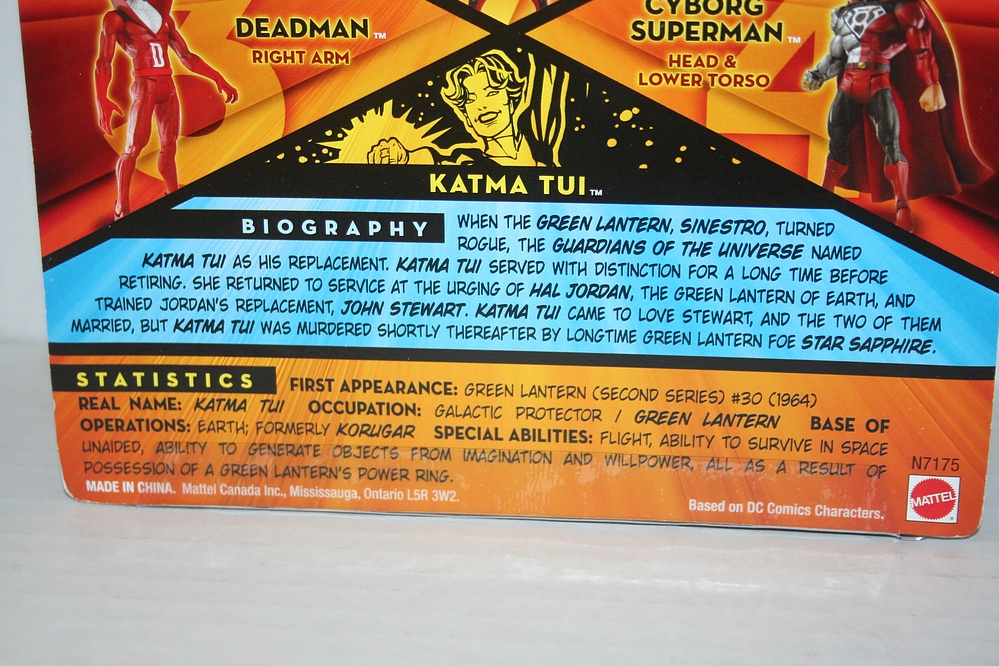 DEADMAN™
RIGHT ARM
D
CYBORG
SUPERMAN™
HEAD &
LOWER TORSO
KATMA TUI™
BIOGRAPHY
WHEN THE GREEN LANTERN, SINESTRO, TURNED
ROGUE, THE GUARDIANS OF THE UNIVERSE NAMED
KATMA TUI AS HIS REPLACEMENT. KATMA TUI SERVED WITH DISTINCTION FOR A LONG TIME BEFORE
RETIRING. SHE RETURNED TO SERVICE AT THE URGING OF HAL JORDAN, THE GREEN LANTERN OF EARTH, AND
TRAINED JORDAN'S REPLACEMENT, JOHN STEWART. KATMA TUI CAME TO LOVE STEWART, AND THE TWO OF THEM
MARRIED, BUT KATMA TUI WAS MURDERED SHORTLY THEREAFTER BY LONGTIME GREEN LANTERN FOE STAR SAPPHIRE.
STATISTICS FIRST APPEARANCE: GREEN LANTERN (SECOND SERIES) #30 (1964)
REAL NAME: KATMA TUI OCCUPATION: GALACTIC PROTECTOR / GREEN LANTERN BASE OF
OPERATIONS: EARTH; FORMERLY KORUGAR SPECIAL ABILITIES: FLIGHT, ABILITY TO SURVIVE IN SPACE
UNAIDED, ABILITY TO GENERATE OBJECTS FROM IMAGINATION AND WILLPOWER, ALL AS A RESULT OF
POSSESSION OF A GREEN LANTERN'S POWER RING.
MADE IN CHINA. Mattel Canada Inc., Mississauga, Ontario L5R 3W2.
Based on DC Comics Characters.
N7175
MATTEL®